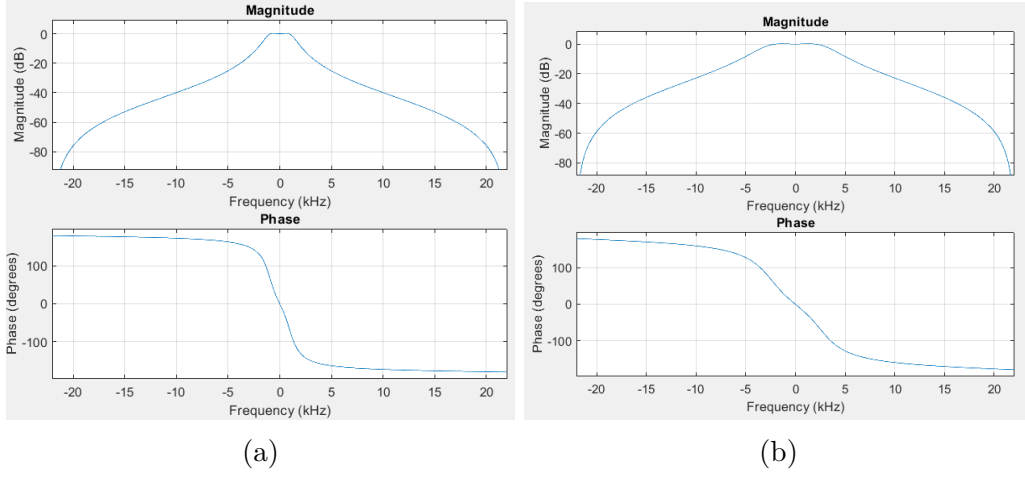 Magnitude
Magnitude (dB)
0
-20
-40
-60
-80
-20 -15 -10 -5 0 5 10 15 20
Frequency (kHz)
Phase
Phase (degrees)
100
0
-100
-20 -15 -10 -5 0 5 10 15 20
Frequency (kHz)
(a)
Magnitude
Magnitude (dB)
0
-20
-40
-60
-80
-20 -15 -10 -5 0 5 10 15 20
Frequency (kHz)
Phase
Phase (degrees)
100
0
-100
-20 -15 -10 -5 0 5 10 15 20
Frequency (kHz)
(b)